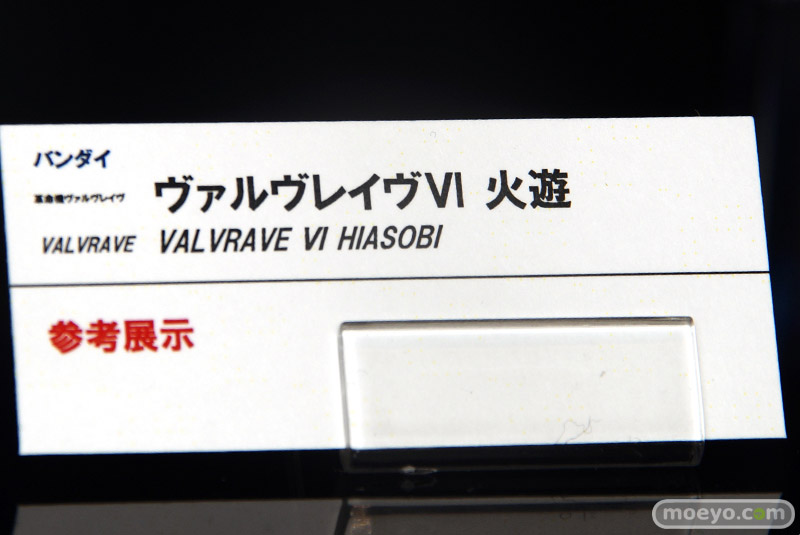 バンダイ
革命機ヴァルヴレイヴ ヴァルヴレイヴVI 火遊
VALVRAVE VALVRAVE VI HIASOBI
参考展示
moeyo.com